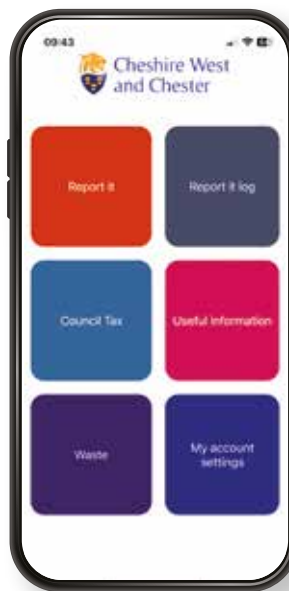 09:43
Cheshire West
and Chester
Report it
Report it log
Council Tax
Useful information
Waste
My account
settings